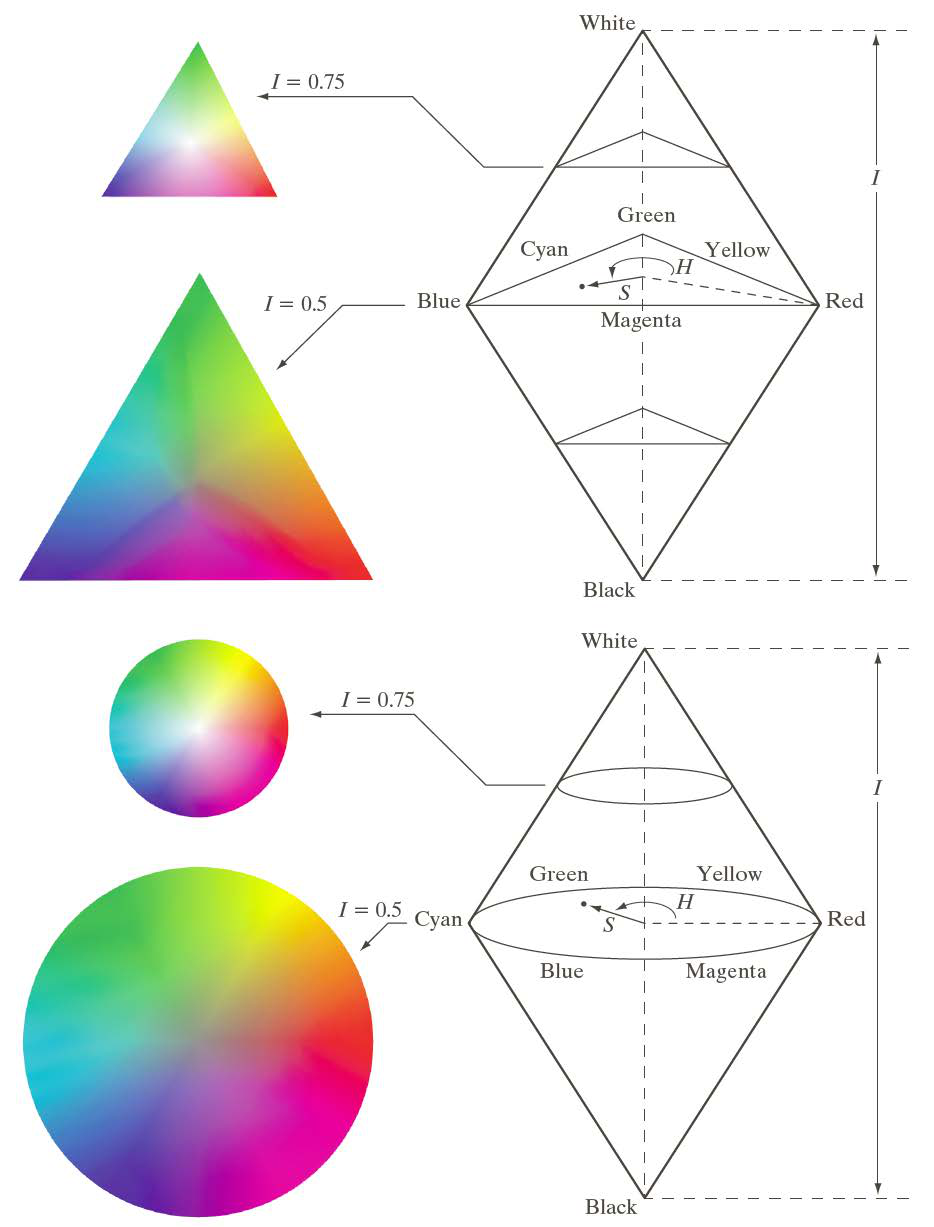 White
I = 0.75
I
Green
Cyan
Yellow
H
I = 0.5
Blue
S
Red
Magenta
Black
White
I = 0.75
I
Green
Yellow
H
I = 0.5
Cyan
S
Red
Blue
Magenta
Black